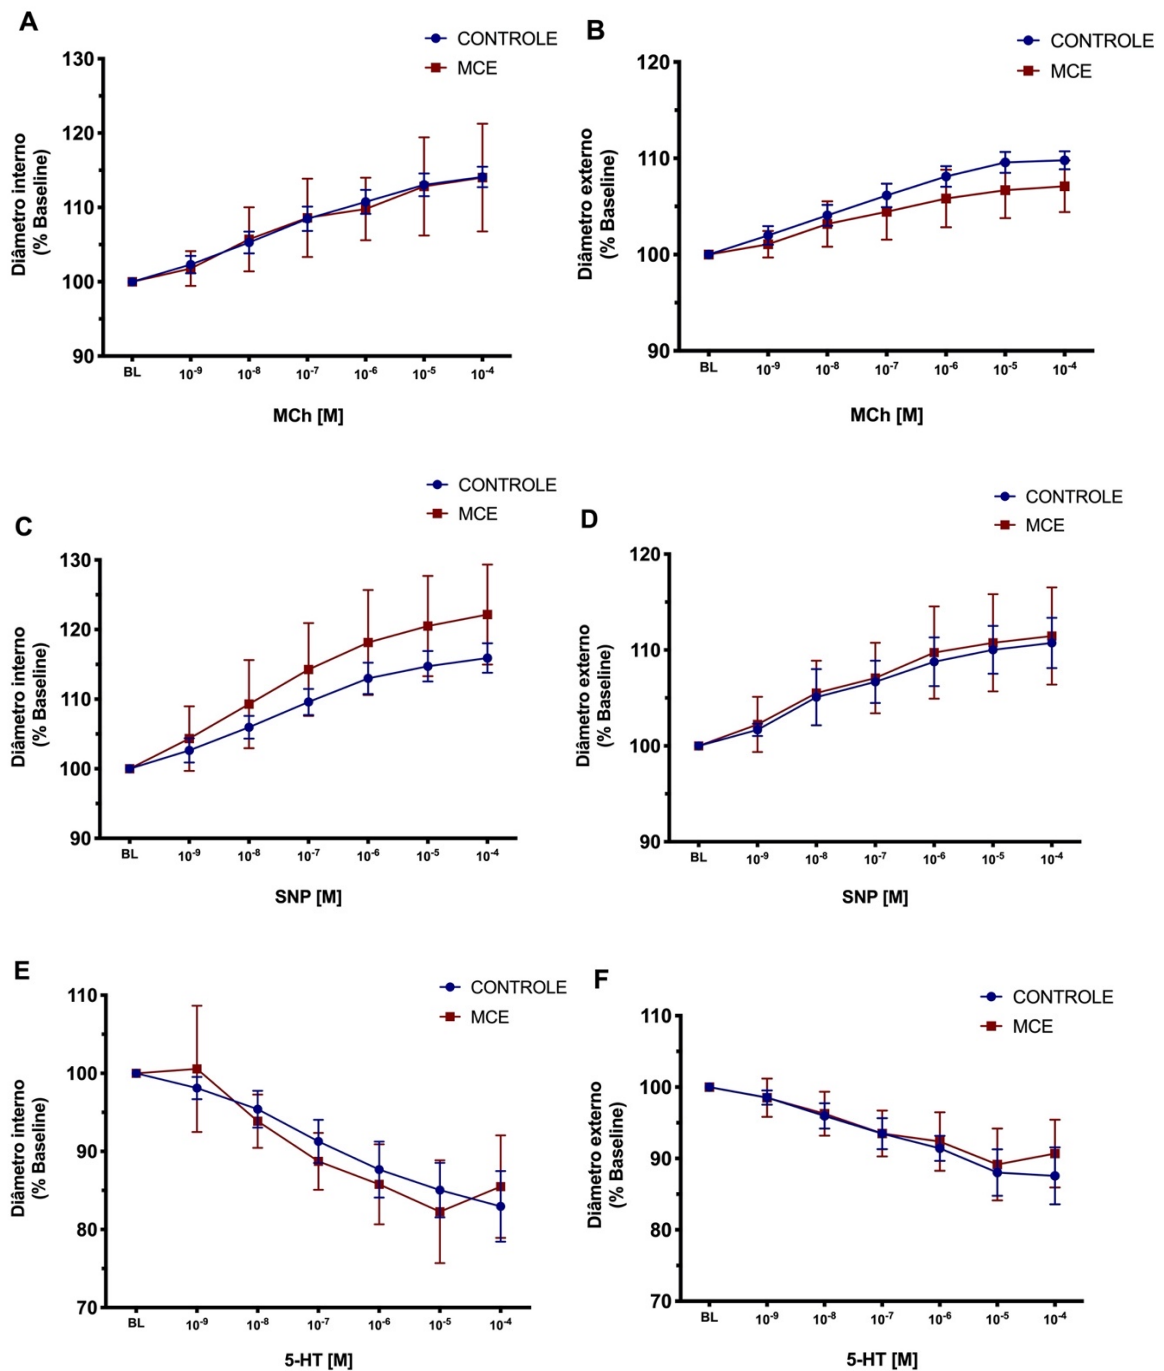 A
CONTROLE
MCE
130
120
110
100
90
Diâmetro interno
(% Baseline)
BL 10-9 10-8 10-7 10-6 10-5 10-4
MCh [M]
B
CONTROLE
MCE
120
110
100
90
Diâmetro externo
(% Baseline)
BL 10-9 10-8 10-7 10-6 10-5 10-4
MCh [M]
C
CONTROLE
MCE
130
120
110
100
90
Diâmetro interno
(% Baseline)
BL 10-9 10-8 10-7 10-6 10-5 10-4
SNP [M]
D
CONTROLE
MCE
120
110
100
90
Diâmetro externo
(% Baseline)
BL 10-9 10-8 10-7 10-6 10-5 10-4
SNP [M]
E
CONTROLE
MCE
110
100
90
80
70
Diâmetro interno
(% Baseline)
BL 10-9 10-8 10-7 10-6 10-5 10-4
5-HT [M]
F
CONTROLE
MCE
110
100
90
80
70
Diâmetro externo
(% Baseline)
BL 10-9 10-8 10-7 10-6 10-5 10-4
5-HT [M]